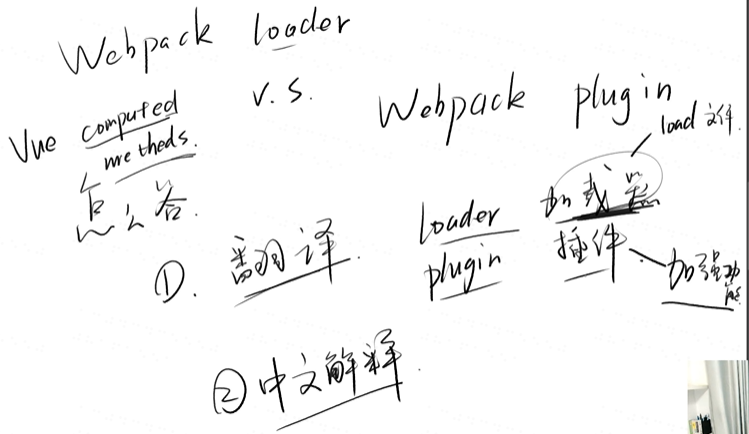 Webpack loader
v.s.
Webpack plugin
Vue computed
methods.
怎么答.
load 文件.
① 翻译.
loader 加载器
plugin 插件
加强功能
② 中文解释.